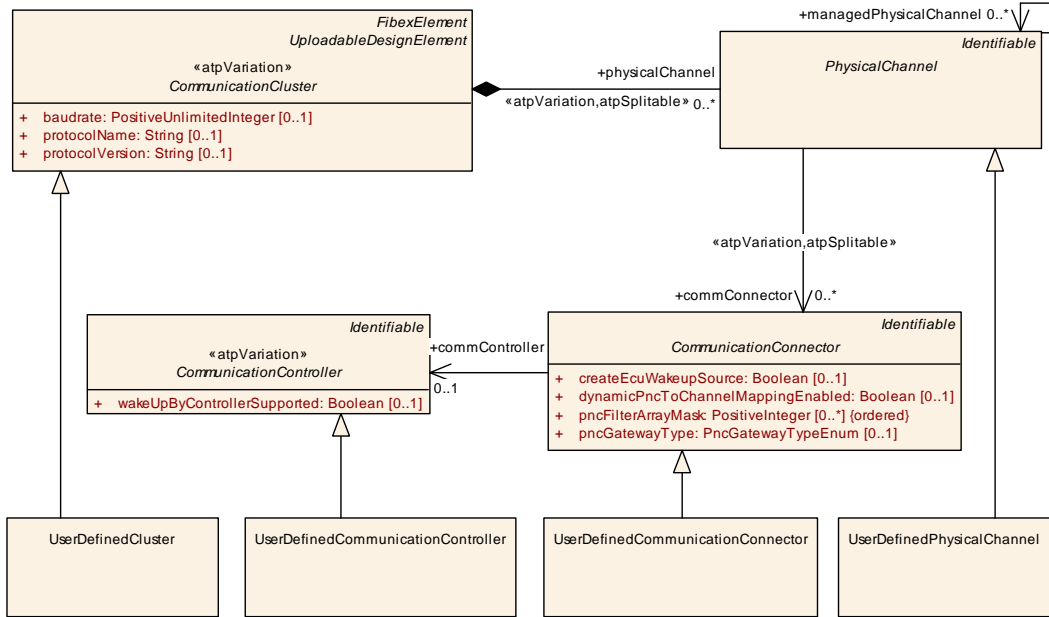 FibexElement
UploadableDesignElement
«atpVariation»
CommunicationCluster
+ baudrate: PositiveUnlimitedInteger [0..1]
+ protocolName: String [0..1]
+ protocolVersion: String [0..1]
+physicalChannel
«atpVariation,atpSplitable» 0..*
+managedPhysicalChannel 0..*
Identifiable
PhysicalChannel
«atpVariation,atpSplitable»
+commConnector 0..*
Identifiable
«atpVariation»
CommunicationController
+ wakeUpByControllerSupported: Boolean [0..1]
+commController
0..1
Identifiable
CommunicationConnector
+ createEcuWakeupSource: Boolean [0..1]
+ dynamicPncToChannelMappingEnabled: Boolean [0..1]
+ pncFilterArrayMask: PositiveInteger [0..*] {ordered}
+ pncGatewayType: PncGatewayTypeEnum [0..1]
UserDefinedCluster
UserDefinedCommunicationController
UserDefinedCommunicationConnector
UserDefinedPhysicalChannel